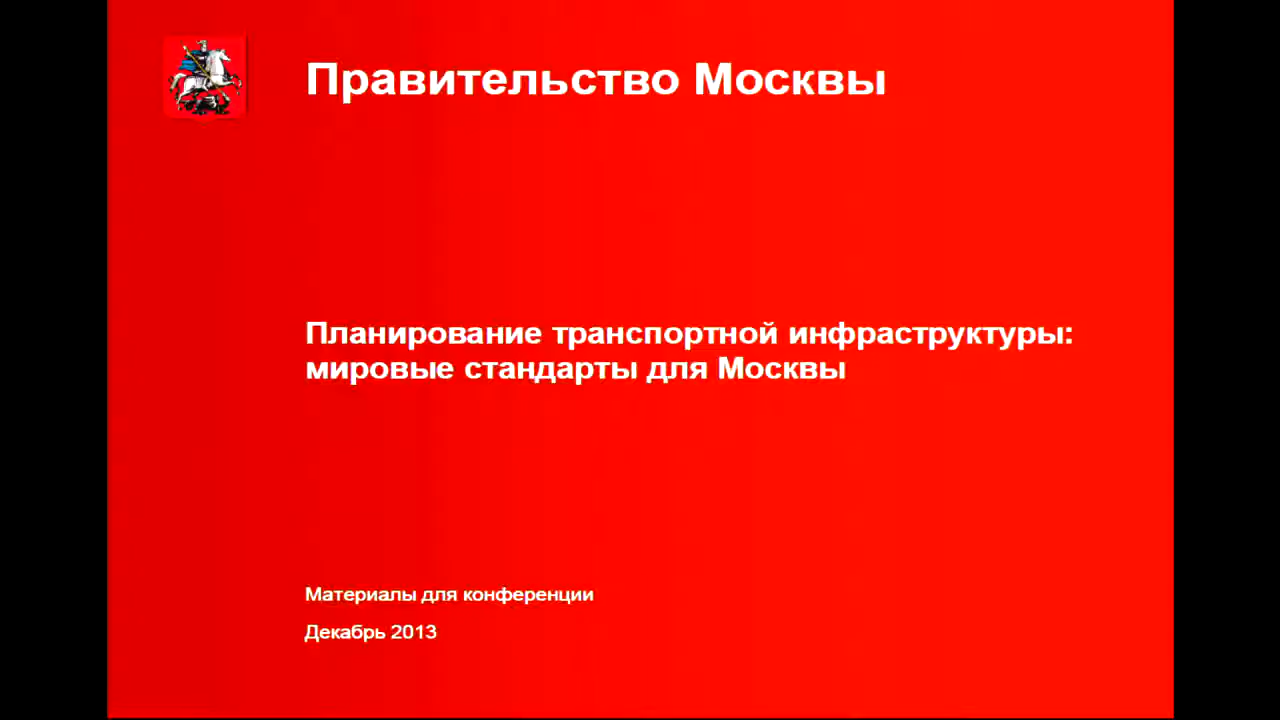 Правительство Москвы
Планирование транспортной инфраструктуры:
мировые стандарты для Москвы
Материалы для конференции
Декабрь 2013